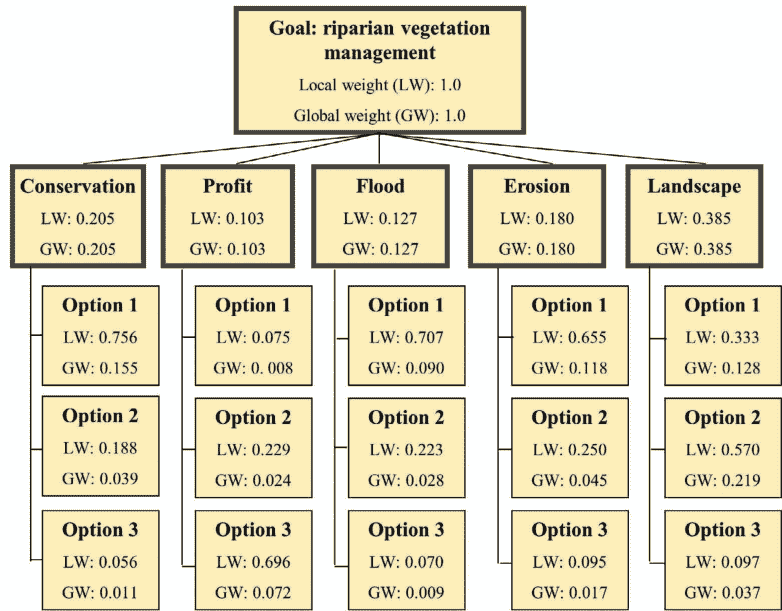 Goal: riparian vegetation
management
Local weight (LW): 1.0
Global weight (GW): 1.0
Conservation
LW: 0.205
GW: 0.205
Profit
LW: 0.103
GW: 0.103
Flood
LW: 0.127
GW: 0.127
Erosion
LW: 0.180
GW: 0.180
Landscape
LW: 0.385
GW: 0.385
Option 1
LW: 0.756
GW: 0.155
Option 1
LW: 0.075
GW: 0. 008
Option 1
LW: 0.707
GW: 0.090
Option 1
LW: 0.655
GW: 0.118
Option 1
LW: 0.333
GW: 0.128
Option 2
LW: 0.188
GW: 0.039
Option 2
LW: 0.229
GW: 0.024
Option 2
LW: 0.223
GW: 0.028
Option 2
LW: 0.250
GW: 0.045
Option 2
LW: 0.570
GW: 0.219
Option 3
LW: 0.056
GW: 0.011
Option 3
LW: 0.696
GW: 0.072
Option 3
LW: 0.070
GW: 0.009
Option 3
LW: 0.095
GW: 0.017
Option 3
LW: 0.097
GW: 0.037